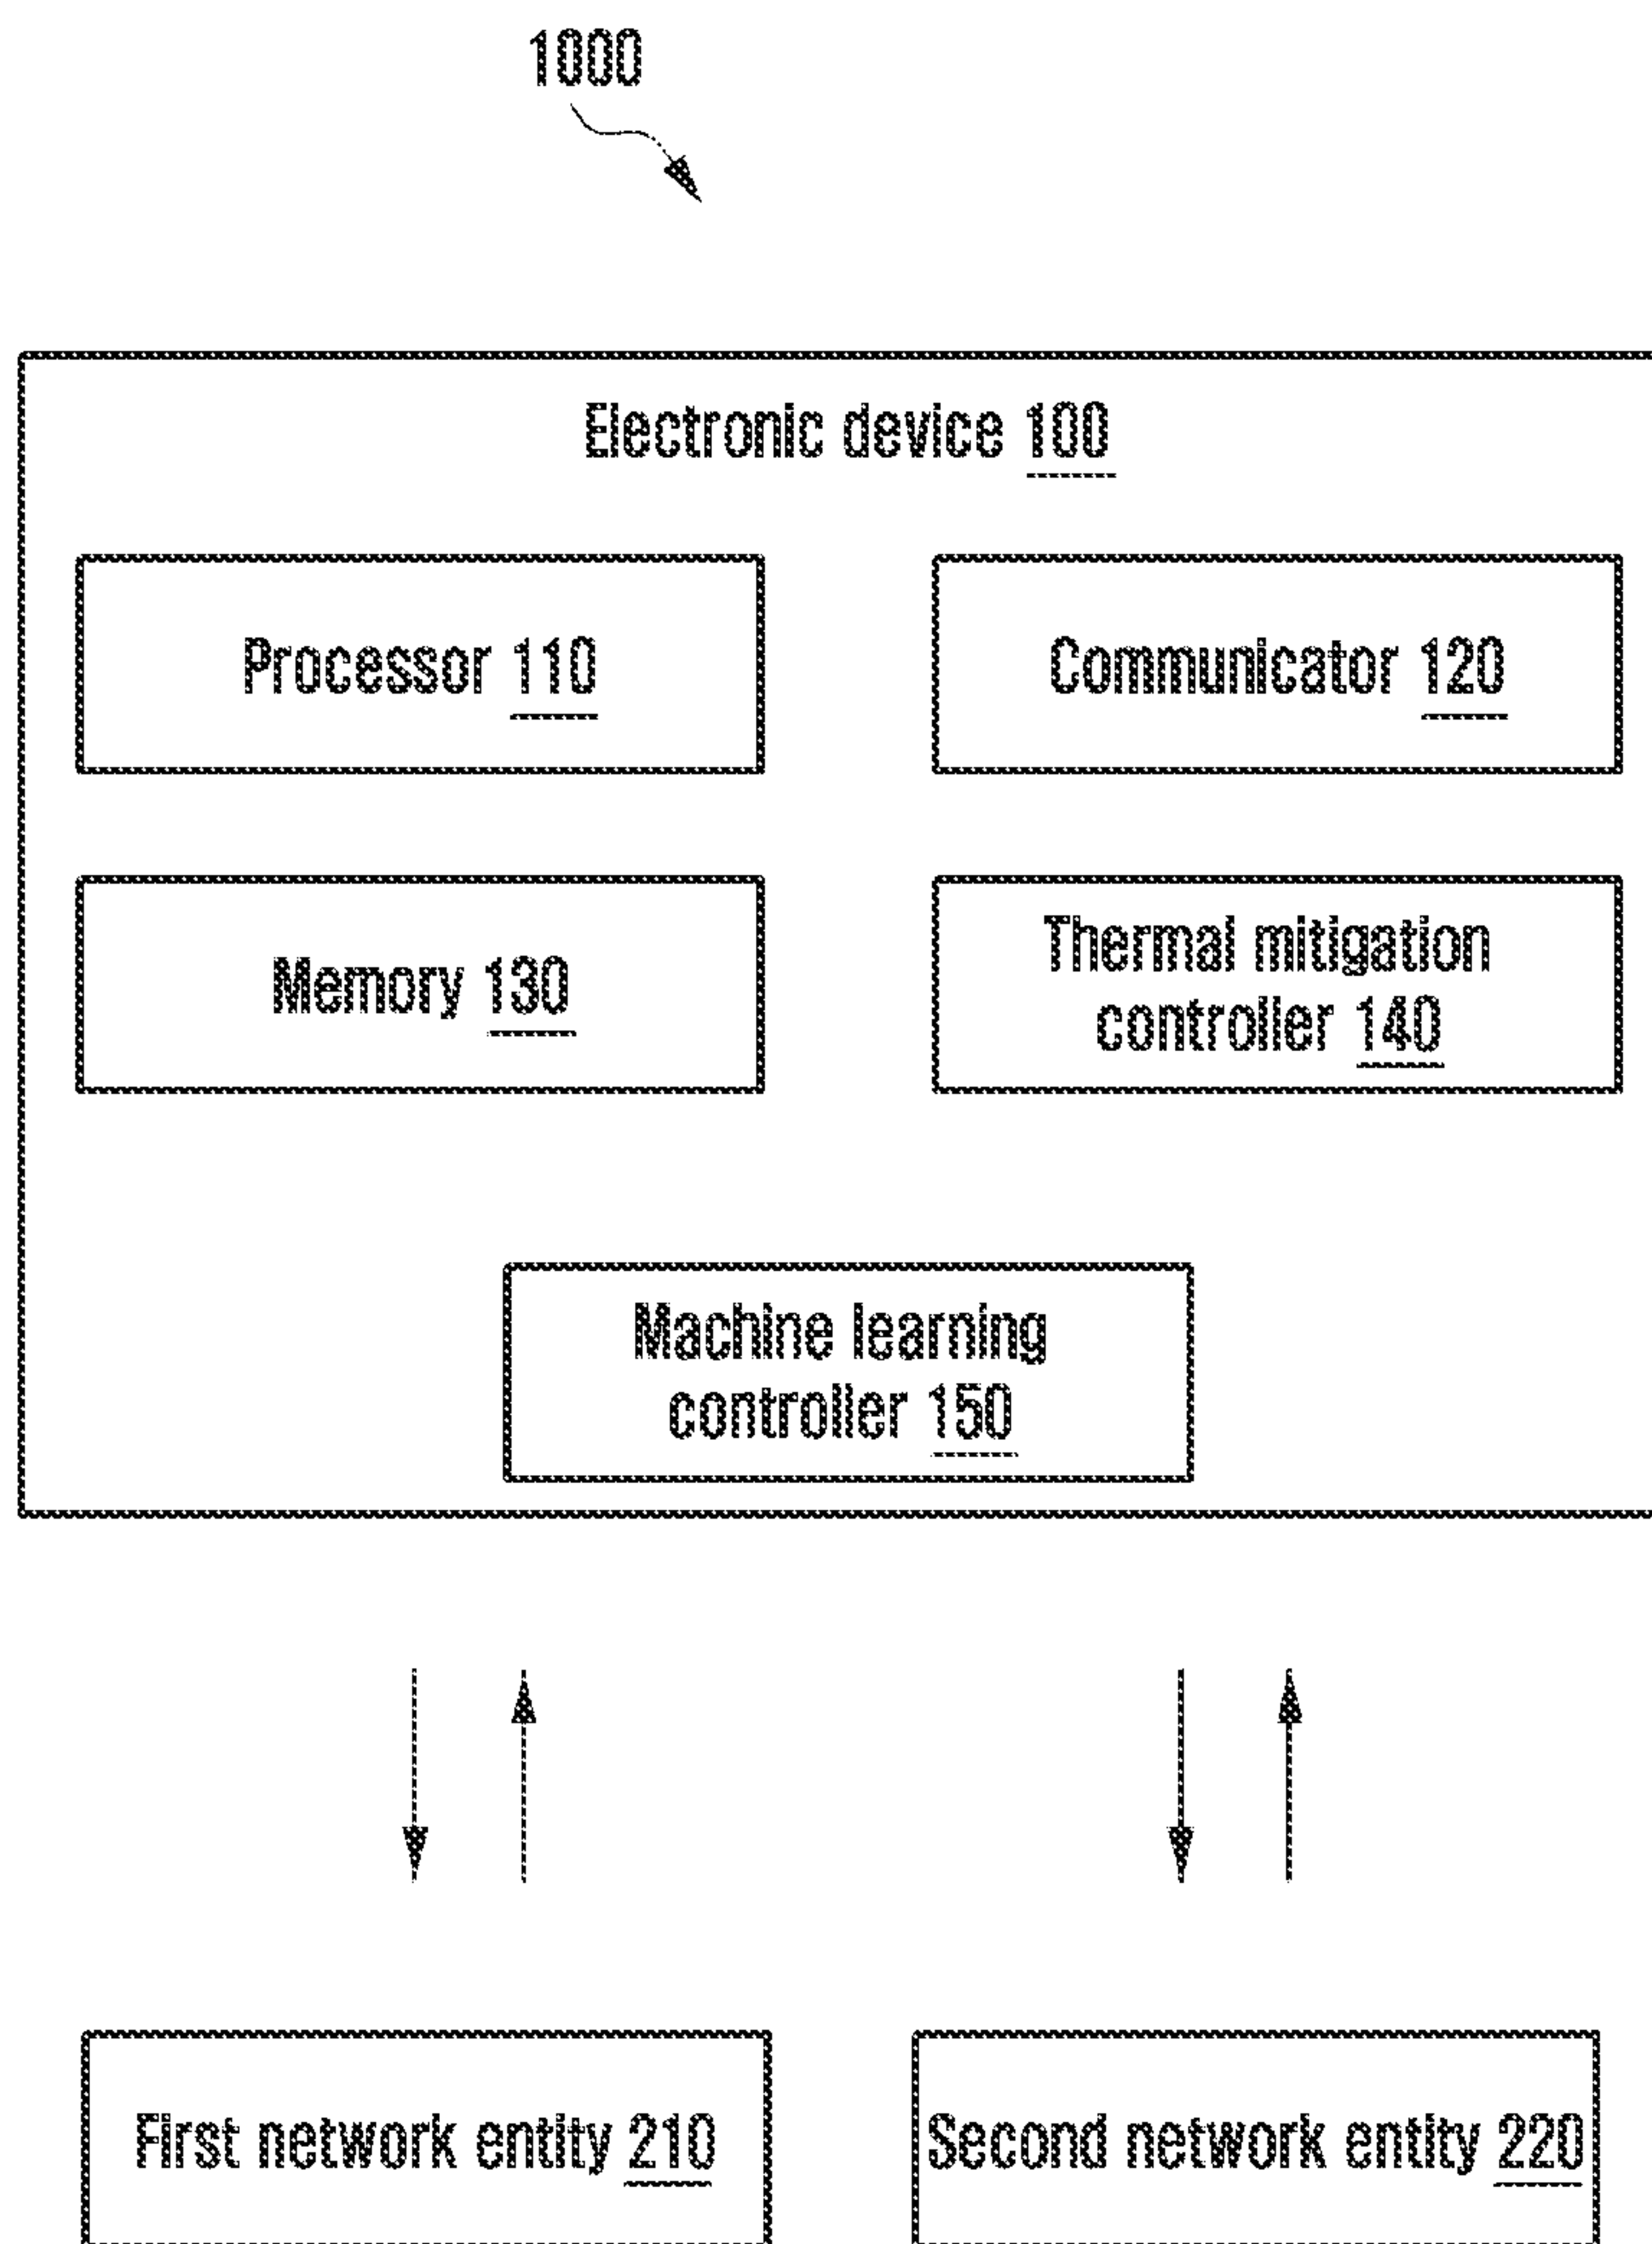 1000
Electronic device 100
Processor 110
Communicator 120
Memory 130
Thermal mitigation
controller 140
Machine learning
controller 150
First network entity 210
Second network entity 220